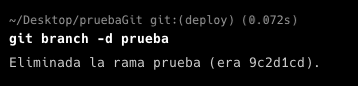 ~/Desktop/pruebaGit git:(deploy) (0.072s)
git branch -d prueba
Eliminada la rama prueba (era 9c2d1cd).